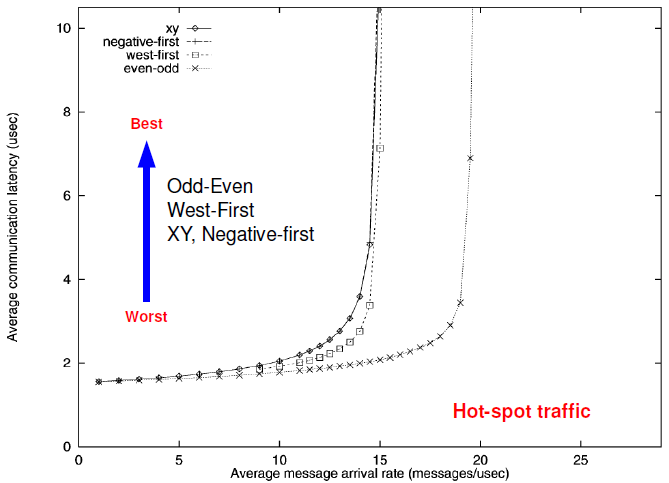 10
8
6
4
2
0
0
5
10
15
20
25
Average communication latency (usec)
Average message arrival rate (messages/usec)
xy
negative-first
west-first
even-odd
Best
Odd-Even
West-First
XY, Negative-first
Worst
Hot-spot traffic